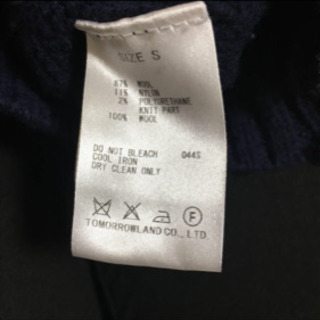 SIZE S
87% WOOL
11% NYLON
2% POLYURETHANE
KNIT PART
100% WOOL
DO NOT BLEACH 044S
COOL IRON
DRY CLEAN ONLY
F
TOMORROWLAND CO., LTD